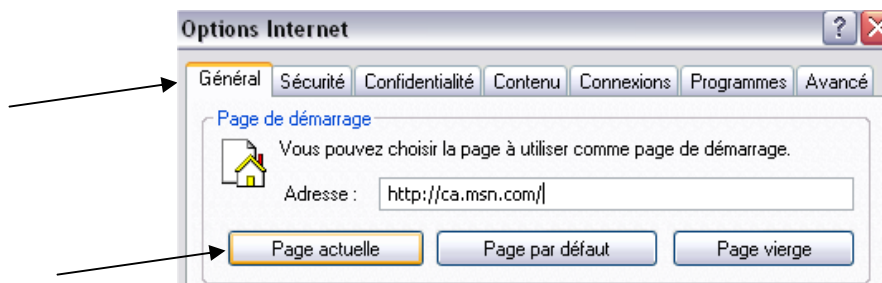 Options Internet
Général Sécurité Confidentialité Contenu Connexions Programmes Avancé
Page de démarrage
Vous pouvez choisir la page à utiliser comme page de démarrage.
Adresse : http://ca.msn.com/
Page actuelle Page par défaut Page vierge